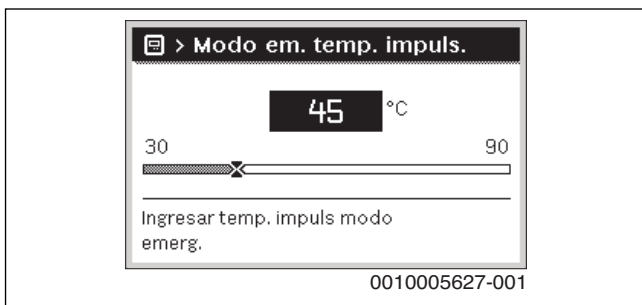 > Modo em. temp. impuls.
45 °C
30 90
Ingresar temp. impuls modo
emerg.
0010005627-001